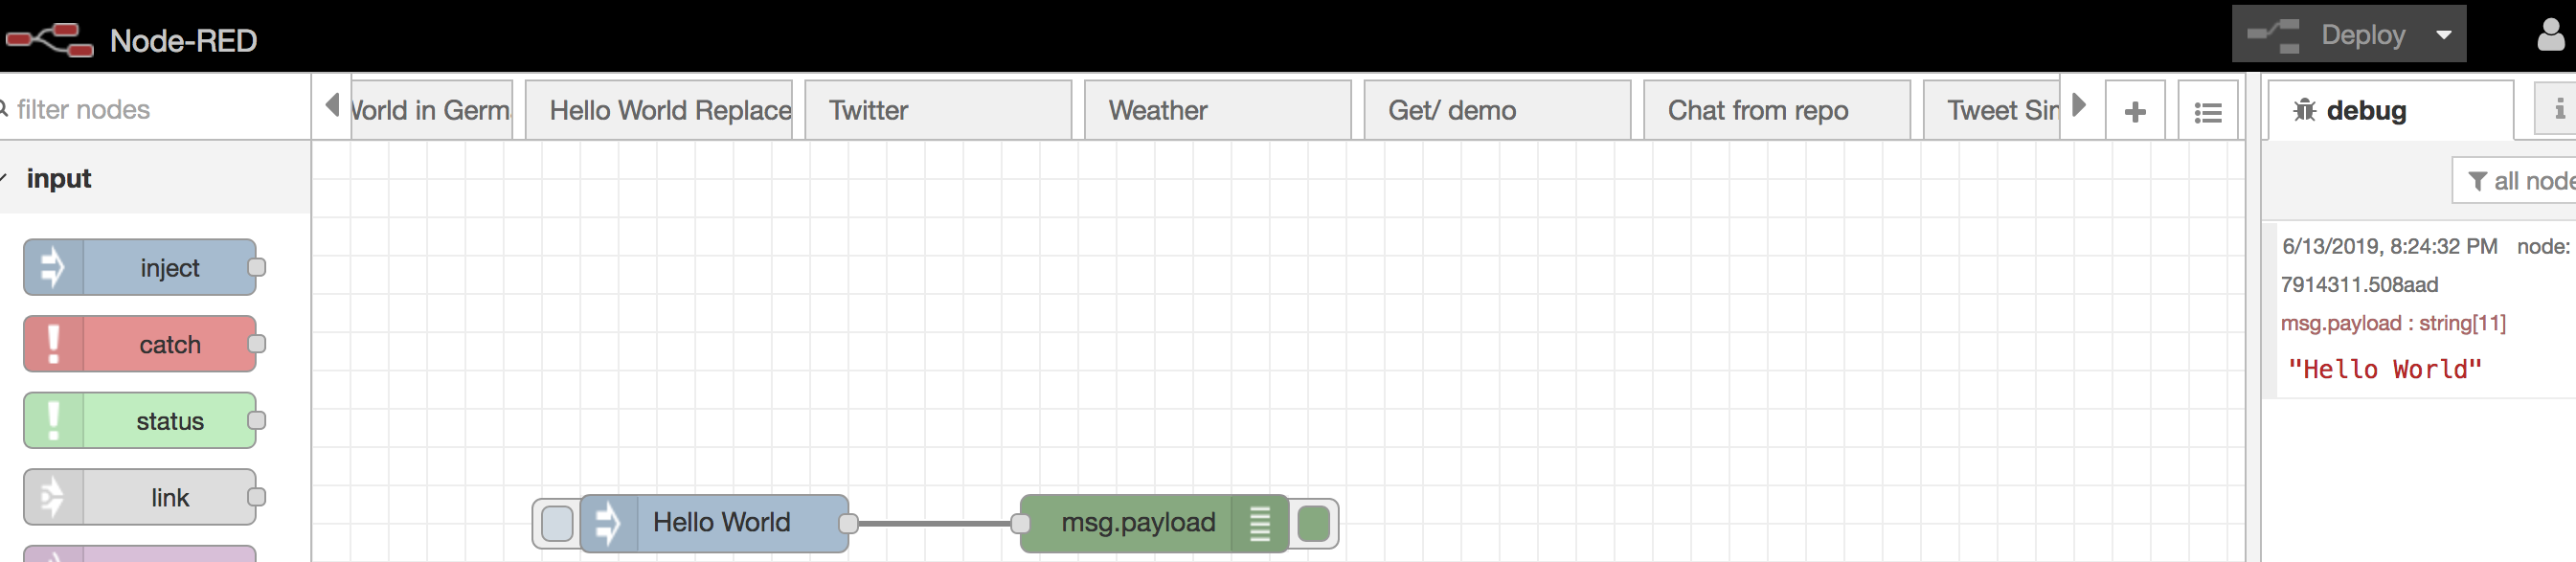 Node-RED
Deploy
filter nodes
World in Germ
Hello World Replace
Twitter
Weather
Get/ demo
Chat from repo
Tweet Sin
debug
i
input
all node
inject
6/13/2019, 8:24:32 PM node:
7914311.508aad
catch
msg.payload : string[11]
"Hello World"
status
link
Hello World
msg.payload